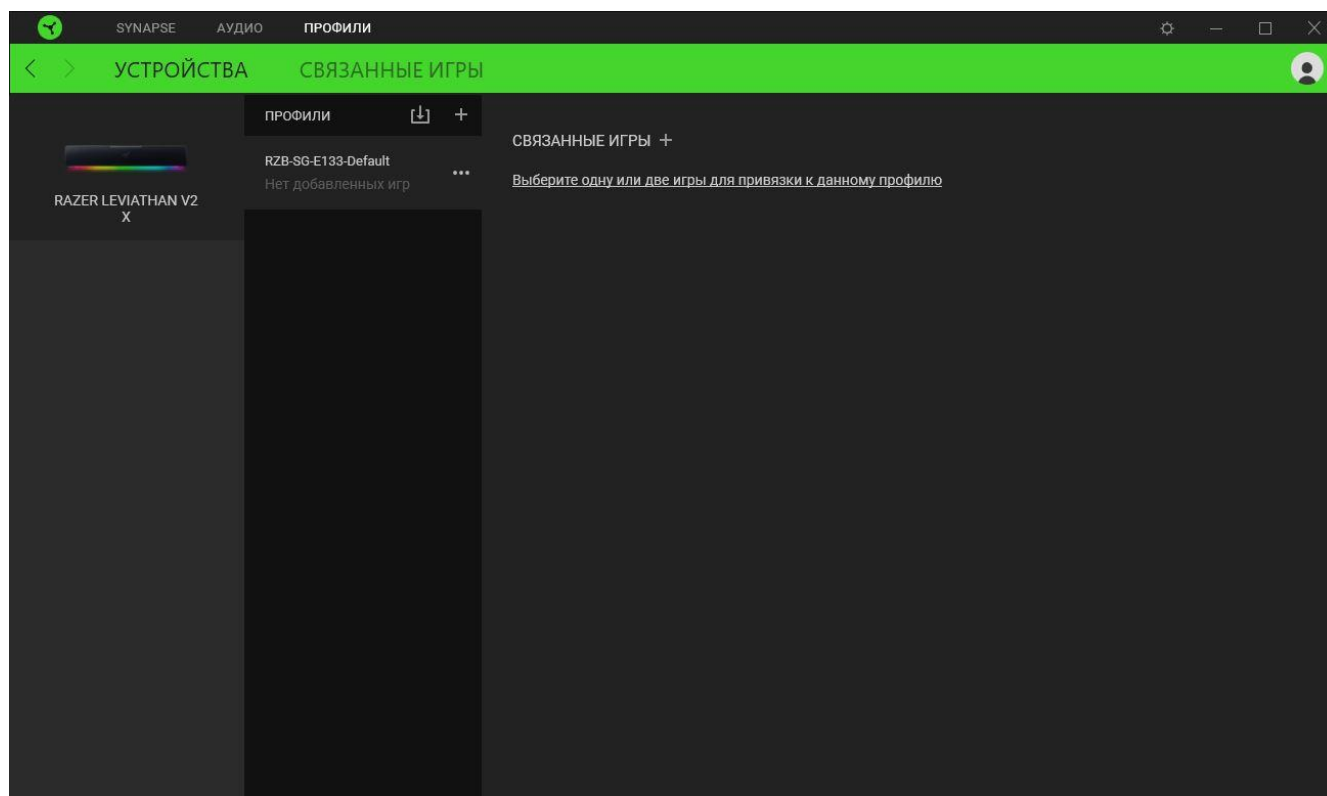 SYNAPSE АУДИО ПРОФИЛИ
УСТРОЙСТВА СВЯЗАННЫЕ ИГРЫ
RAZER LEVIATHAN V2
X
ПРОФИЛИ
RZB-SG-E133-Default
Нет добавленных игр
СВЯЗАННЫЕ ИГРЫ +
Выберите одну или две игры для привязки к данному профилю